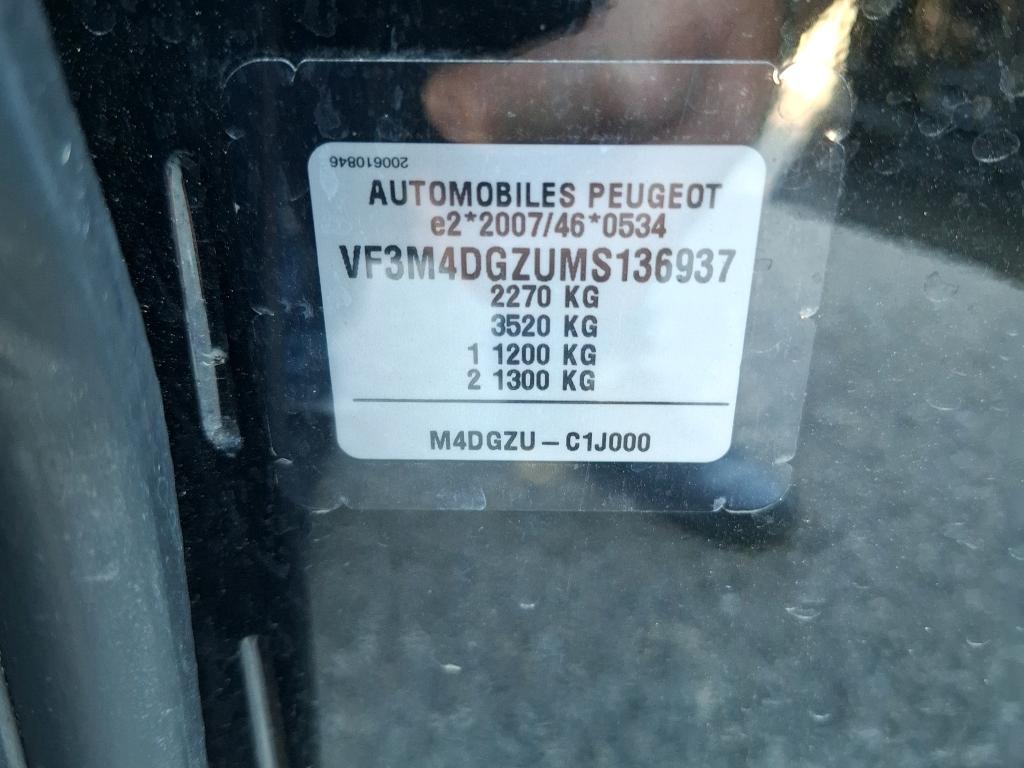 200610846
AUTOMOBILES PEUGEOT
e2*2007/46*0534
VF3M4DGZUMS136937
2270 KG
3520 KG
1 1200 KG
2 1300 KG
M4DGZU – C1J000